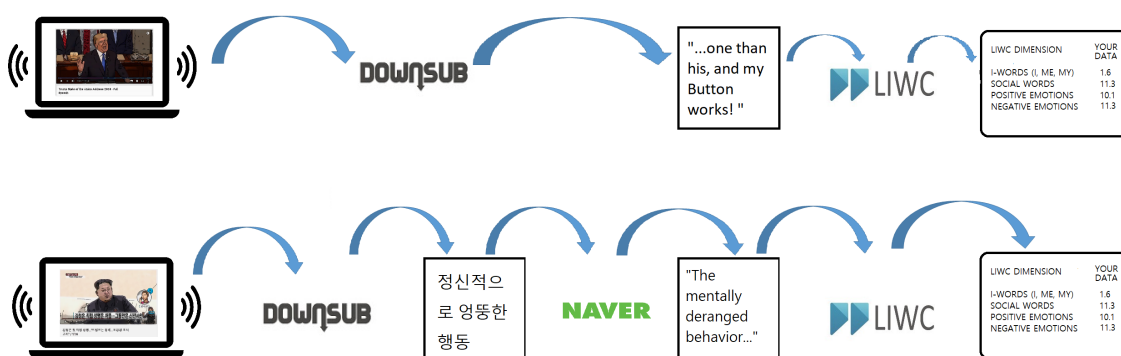 DOWNSUB
"...one than
his, and my
Button
works! "
LIWC
LIWC DIMENSION YOUR DATA
I-WORDS (I, ME, MY) 1.6
SOCIAL WORDS 11.3
POSITIVE EMOTIONS 10.1
NEGATIVE EMOTIONS 11.3
DOWNSUB
정신적으
로 엉뚱한
행동
NAVER
"The
mentally
deranged
behavior..."
LIWC
LIWC DIMENSION YOUR DATA
I-WORDS (I, ME, MY) 1.6
SOCIAL WORDS 11.3
POSITIVE EMOTIONS 10.1
NEGATIVE EMOTIONS 11.3